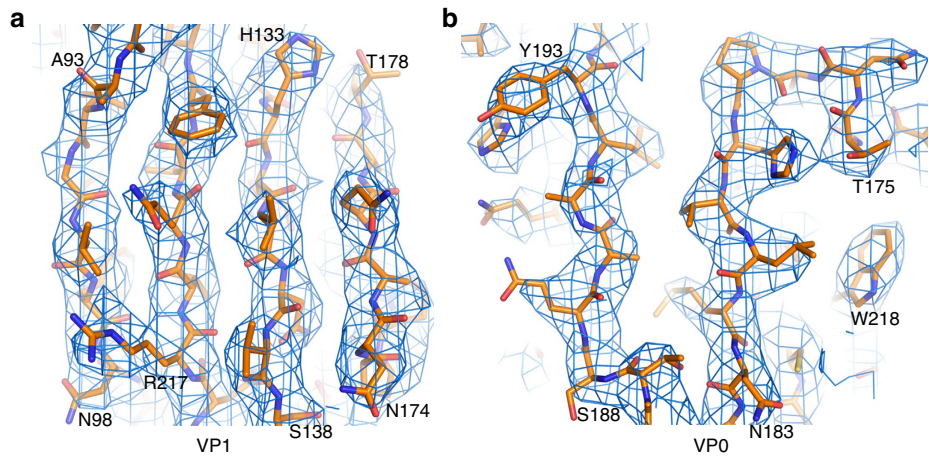 a
A93
H133
T178
R217
N98
S138
N174
VP1
b
Y193
T175
W218
S188
N183
VP0